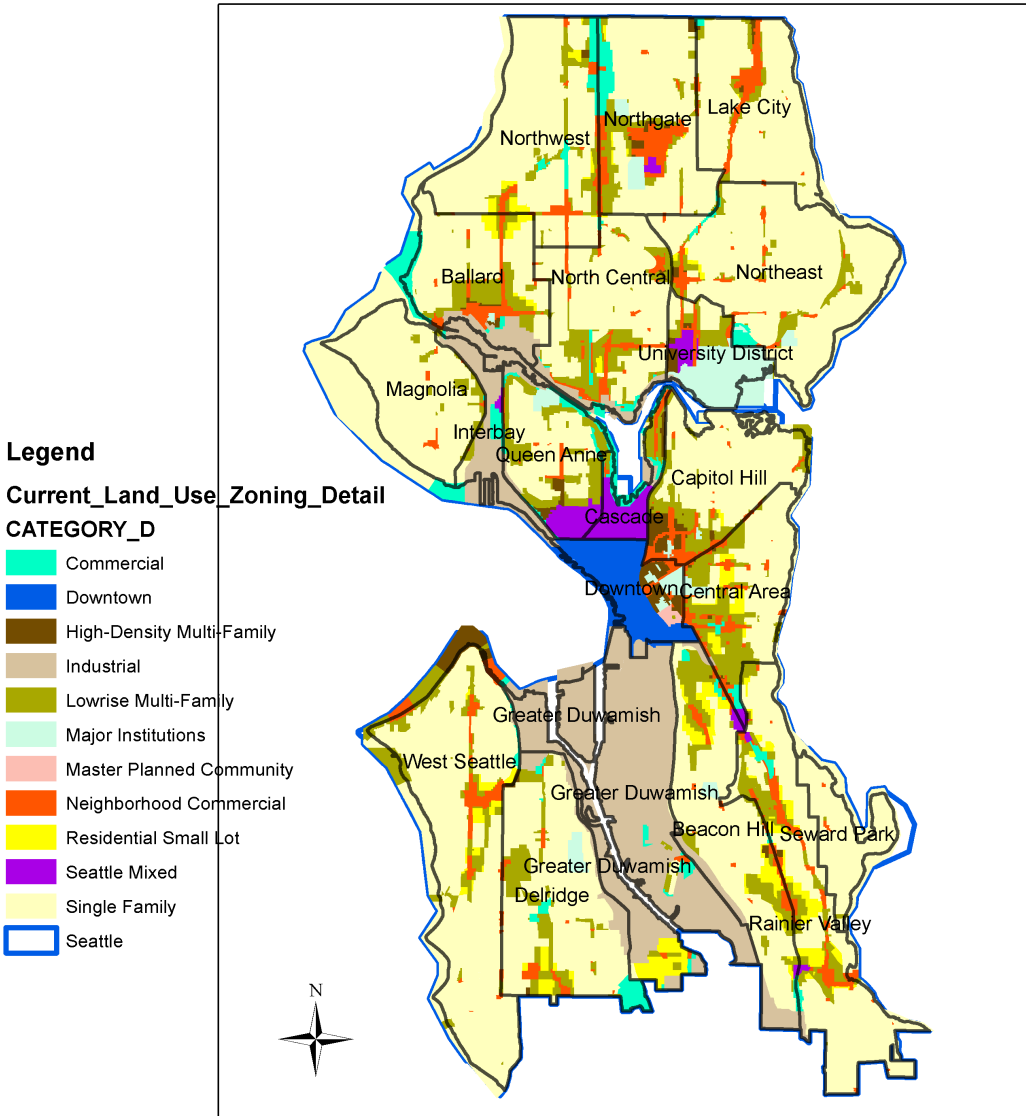 Lake City
Northgate
Northwest
Ballard
North Central
Northeast
University District
Magnolia
Interbay
Queen Anne
Capitol Hill
Cascade
Downtown
Central Area
Greater Duwamish
West Seattle
Greater Duwamish
Beacon Hill
Seward Park
Greater Duwamish
Delridge
Rainier Valley
Legend
Current_Land_Use_Zoning_Detail
CATEGORY_D
Commercial
Downtown
High-Density Multi-Family
Industrial
Lowrise Multi-Family
Major Institutions
Master Planned Community
Neighborhood Commercial
Residential Small Lot
Seattle Mixed
Single Family
Seattle
N